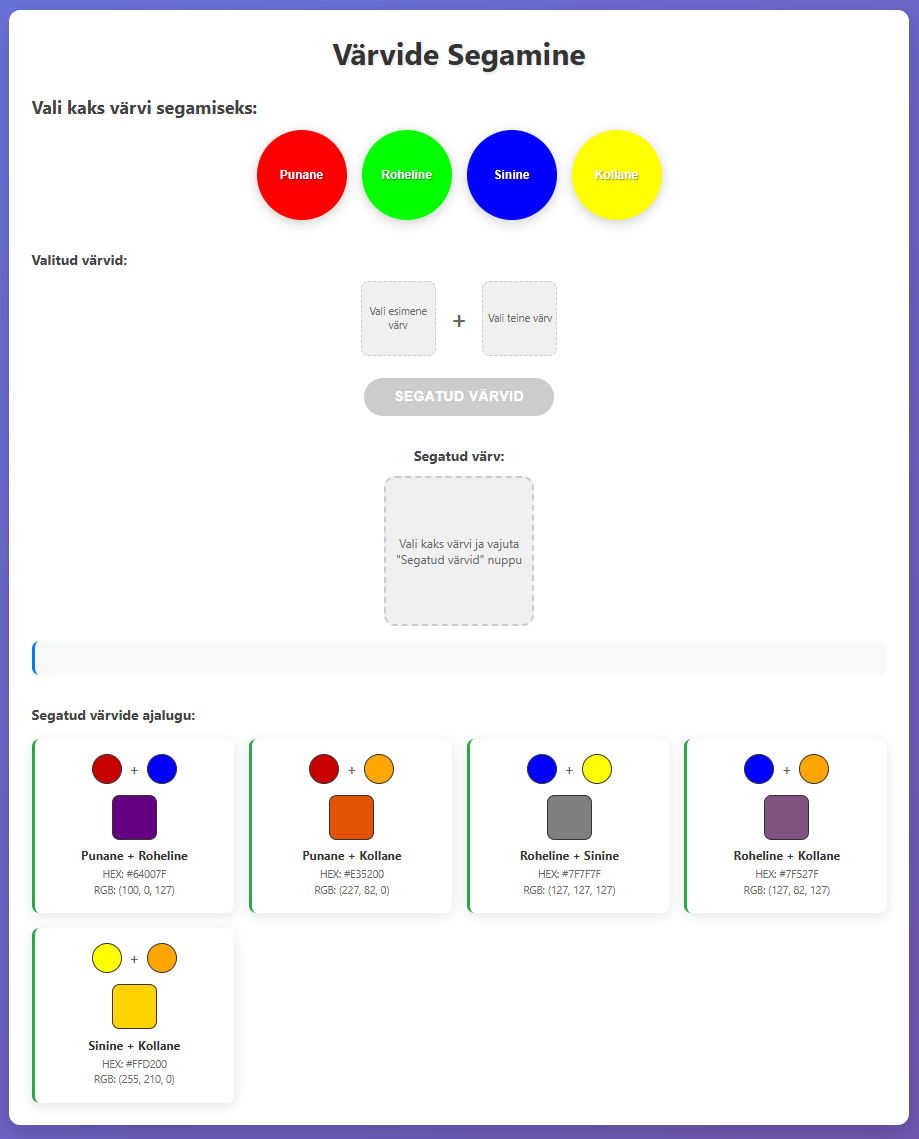 Värvide Segamine
Vali kaks värvi segamiseks:
Punane
Roheline
Sinine
Kollane
Valitud värvid:
Vali esimene
värv
+
Vali teine värv
SEGATUD VÄRVID
Segatud värv:
Vali kaks värvi ja vajuta
"Segatud värvid" nuppu
Segatud värvide ajalugu:
+
Punane + Roheline
HEX: #64007F
RGB: (100, 0, 127)
+
Punane + Kollane
HEX: #E35200
RGB: (227, 82, 0)
+
Roheline + Sinine
HEX: #7F7F7F
RGB: (127, 127, 127)
+
Roheline + Kollane
HEX: #7F527F
RGB: (127, 82, 127)
+
Sinine + Kollane
HEX: #FFD200
RGB: (255, 210, 0)